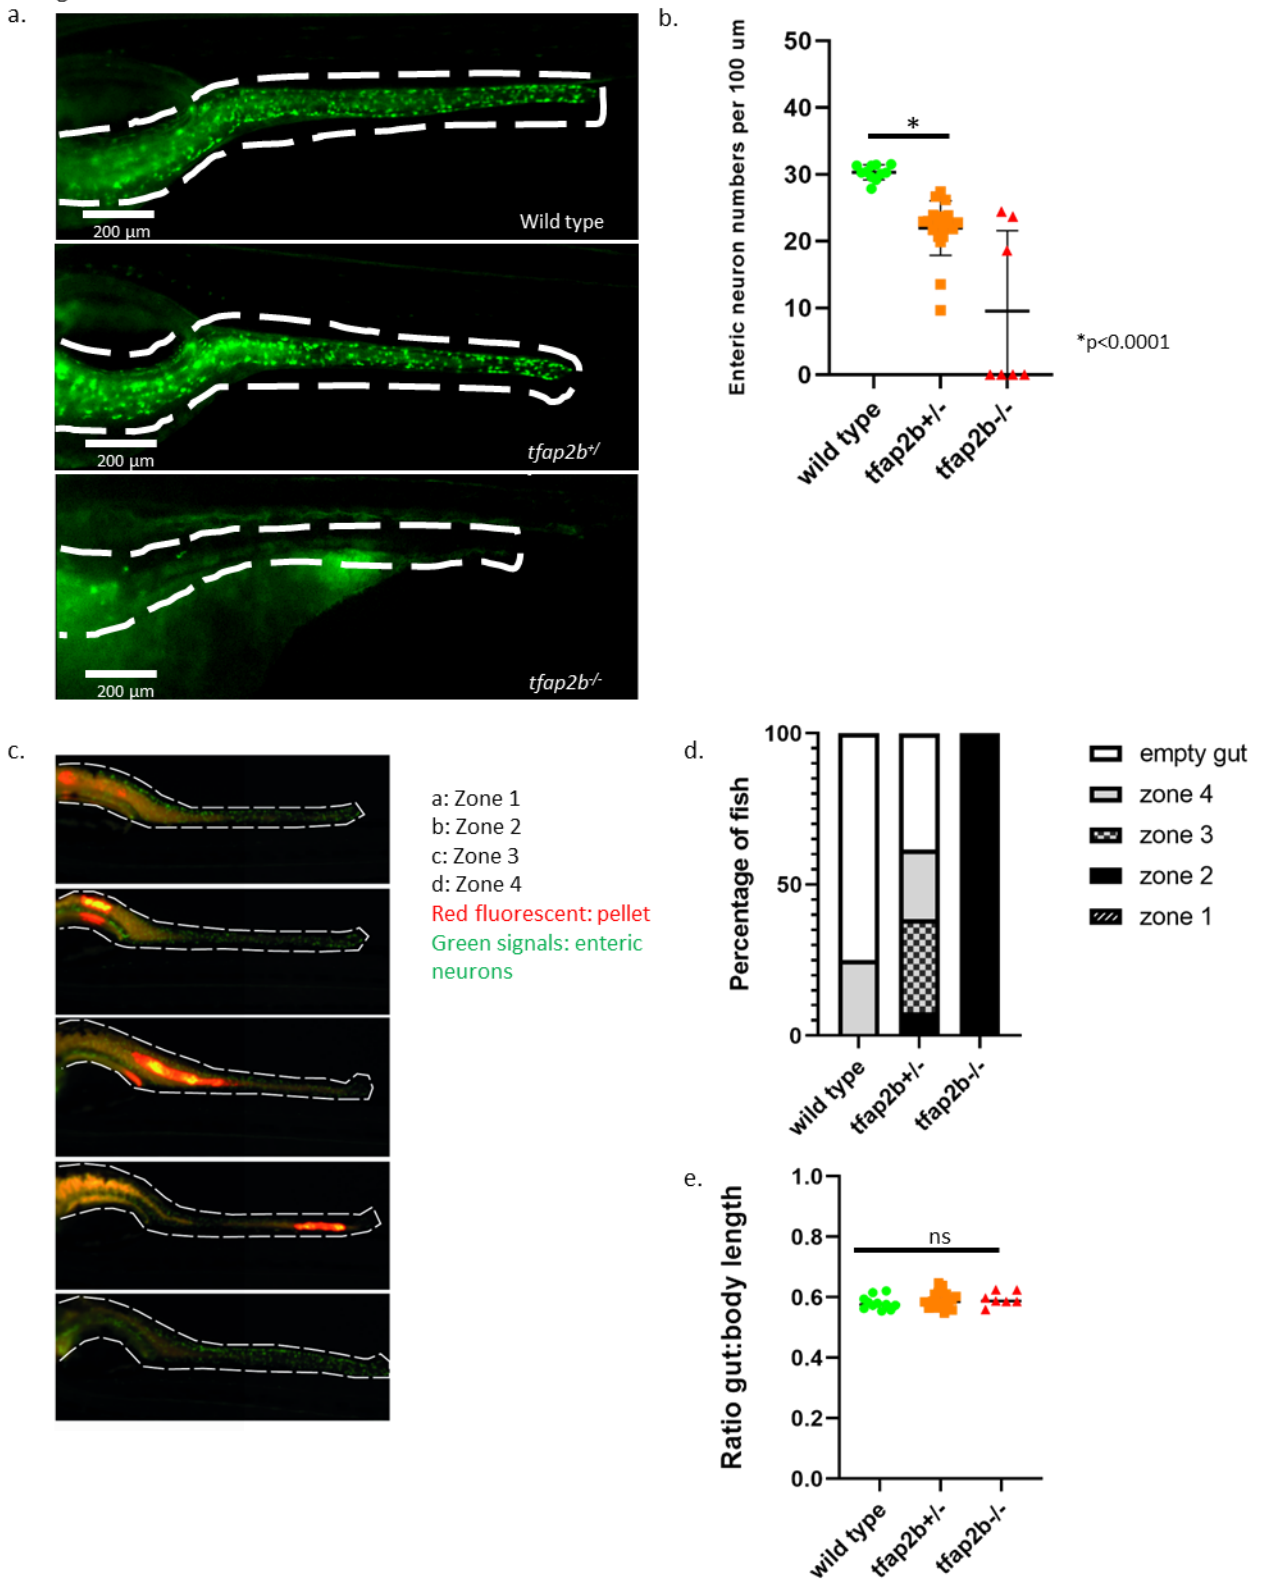 a.
Wild type
200 µm
tfap2b+/
200 µm
tfap2b-/-
200 µm
b.
Enteric neuron numbers per 100 um
50
40
30
20
10
0
*
*p<0.0001
wild type
tfap2b+/-
tfap2b-/-
c.
a: Zone 1
b: Zone 2
c: Zone 3
d: Zone 4
Red fluorescent: pellet
Green signals: enteric
neurons
d.
Percentage of fish
100
50
0
wild type
tfap2b+/-
tfap2b-/-
empty gut
zone 4
zone 3
zone 2
zone 1
e.
Ratio gut:body length
1.0
0.8
0.6
0.4
0.2
0.0
ns
wild type
tfap2b+/-
tfap2b-/-